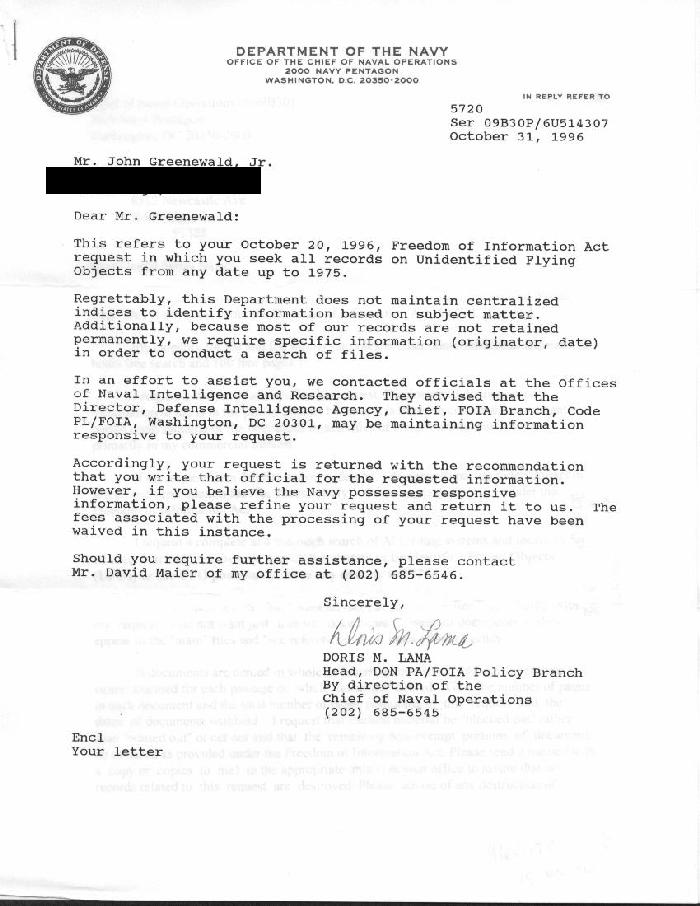 DEPARTMENT OF THE NAVY
OFFICE OF THE CHIEF OF NAVAL OPERATIONS
2000 NAVY PENTAGON
WASHINGTON, D.C. 20350-2000
IN REPLY REFER TO
5720
Ser 09B30P/6U514307
October 31, 1996
Mr. John Greenewald, Jr.
Dear Mr. Greenewald:
This refers to your October 20, 1996, Freedom of Information Act
request in which you seek all records on Unidentified Flying
Objects from any date up to 1975.
Regrettably, this Department does not maintain centralized
indices to identify information based on subject matter.
Additionally, because most of our records are not retained
permanently, we require specific information (originator, date)
in order to conduct a search of files.
In an effort to assist you, we contacted officials at the Offices
of Naval Intelligence and Research. They advised that the
Director, Defense Intelligence Agency, Chief, FOIA Branch, Code
PL/FOIA, Washington, DC 20301, may be maintaining information
responsive to your request.
Accordingly, your request is returned with the recommendation
that you write that official for the requested information.
However, if you believe the Navy possesses responsive
information, please refine your request and return it to us. The
fees associated with the processing of your request have been
waived in this instance.
Should you require further assistance, please contact
Mr. David Maier of my office at (202) 685-6546.
Sincerely,
Doris M. Lama
DORIS M. LAMA
Head, DON PA/FOIA Policy Branch
By direction of the
Chief of Naval Operations
(202) 685-6545
Encl
Your letter